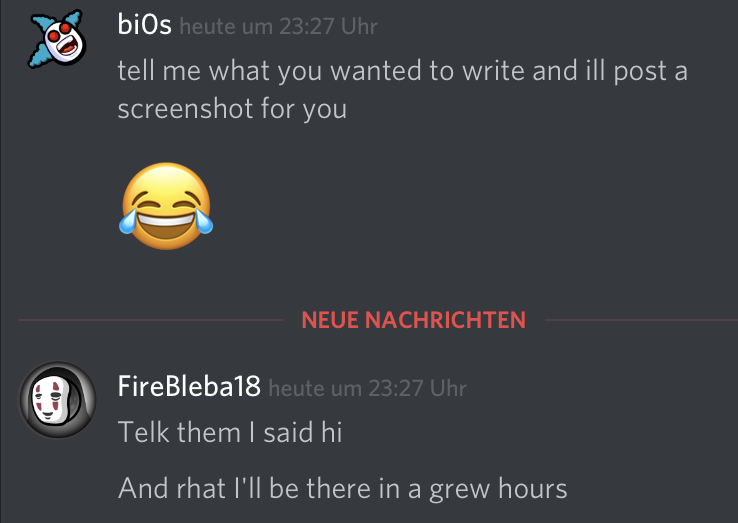 bi0s heute um 23:27 Uhr
tell me what you wanted to write and ill post a
screenshot for you
NEUE NACHRICHTEN
FireBleba18 heute um 23:27 Uhr
Telk them I said hi
And rhat I'll be there in a grew hours